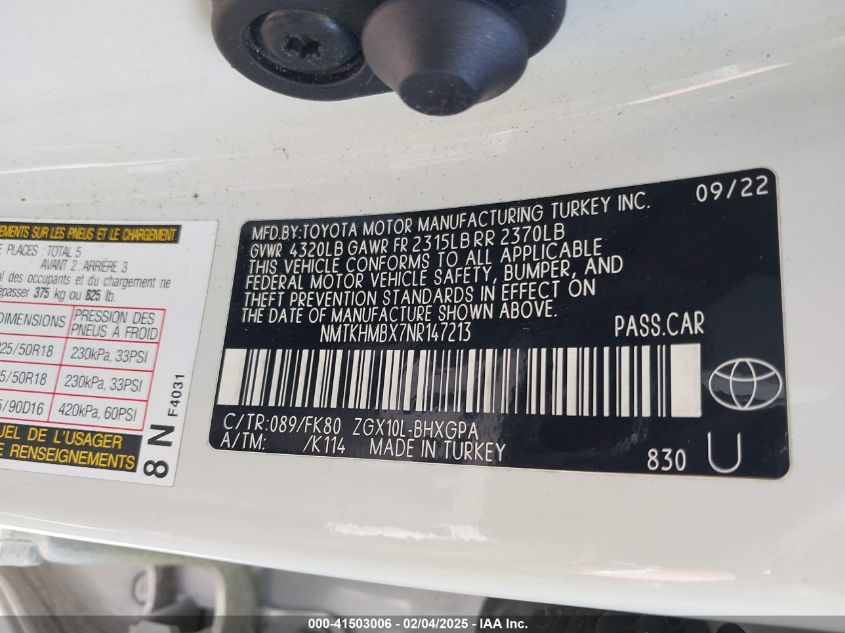 EMENTS SUR LES PNEUS ET LE CHARGEMENT
E PLACES : TOTAL 5
AVANT 2 : ARRIÈRE 3
al des occupants et du chargement ne
épasser 375 kg ou 825 lb.
DIMENSIONS PRESSION DES PNEUS A FROID
25/50R18 230kPa, 33PSI
5/50R18 230kPa, 33PSI
5/90D16 420kPa, 60PSI
UEL DE L'USAGER
E RENSEIGNEMENTS
8 N F4031
09/22
MFD.BY:TOYOTA MOTOR MANUFACTURING TURKEY INC.
GVWR 4320LB GAWR FR 2315LB RR 2370LB
THIS VEHICLE CONFORMS TO ALL APPLICABLE
FEDERAL MOTOR VEHICLE SAFETY, BUMPER, AND
THEFT PREVENTION STANDARDS IN EFFECT ON
THE DATE OF MANUFACTURE SHOWN ABOVE.
NMTKHMBX7NR147213 PASS.CAR
C/TR:089/FK80 ZGX10L-BHXGPA
A/TM: /K114 MADE IN TURKEY
830 U
000-41503006 - 02/04/2025 - IAA Inc.